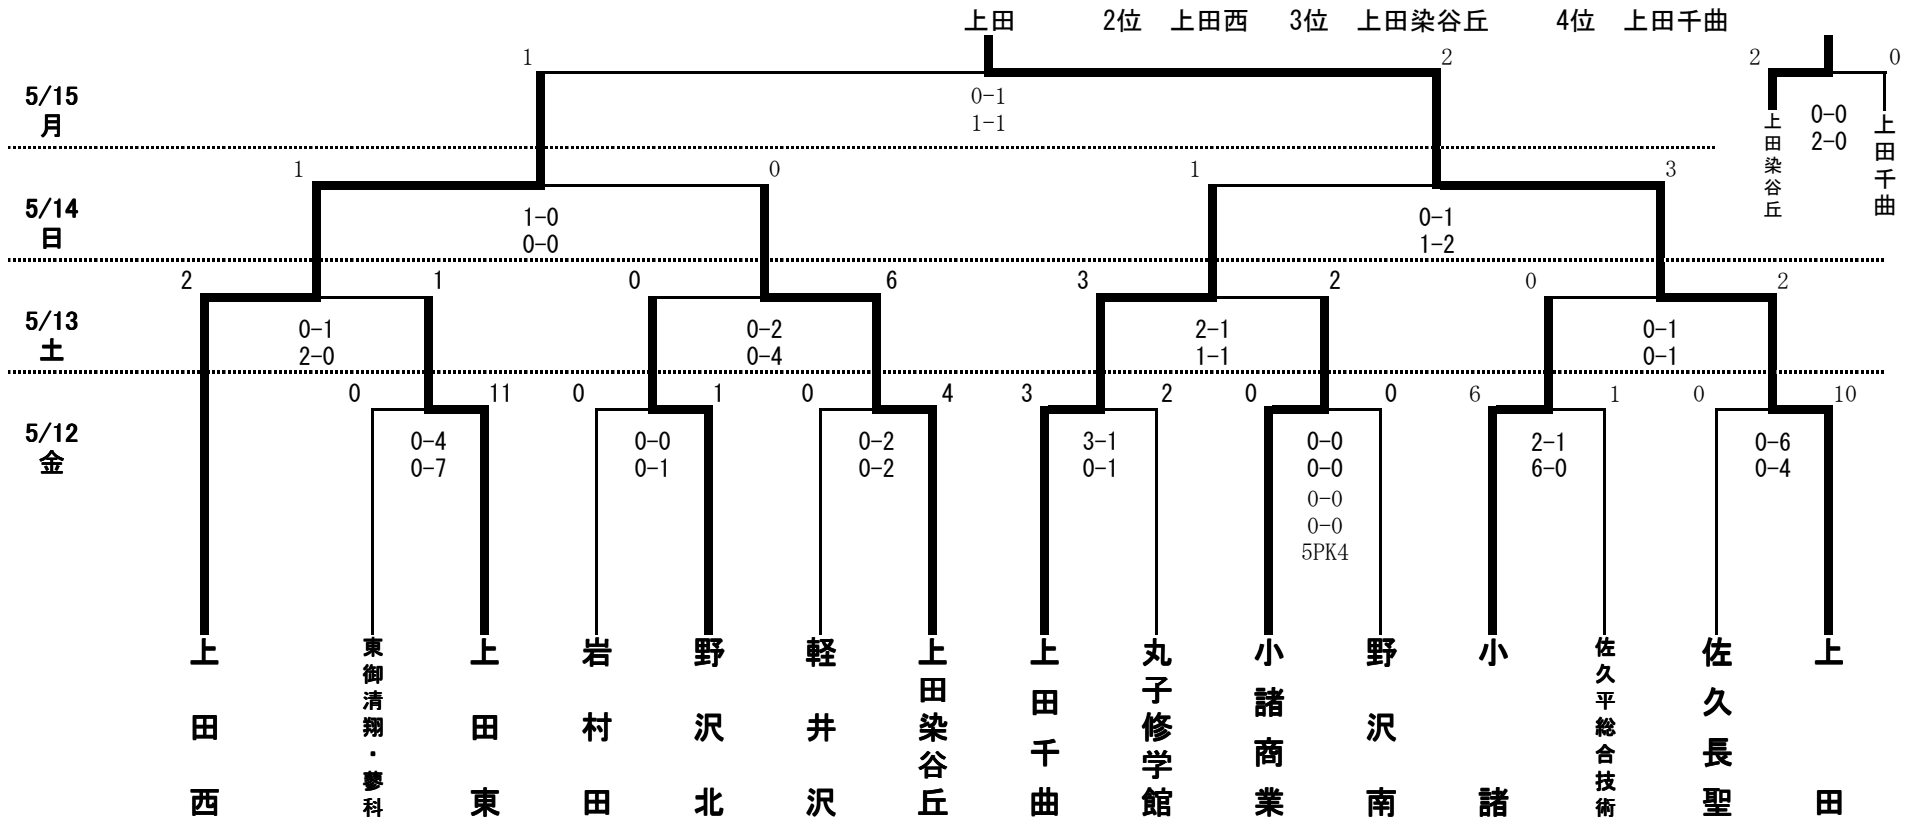 上田 2位 上田西 3位 上田染谷丘 4位 上田千曲
1 2 2 0
5/15
月
0-1
1-1
上田染谷丘
0-0
2-0
上田千曲
1 0 1 3
5/14
日
1-0
0-0
0-1
1-2
2 1 0 6 3 2 0 2
5/13
土
0-1
2-0
0-2
0-4
2-1
1-1
0-1
0-1
0 11 0 1 0 4 3 2 0 0 6 1 0 10
5/12
金
0-4
0-7
0-0
0-1
0-2
0-2
3-1
0-1
0-0
0-0
0-0
0-0
5PK4
2-1
6-0
0-6
0-4
上田西
東御清翔・蓼科
上田東
岩村田
野沢北
軽井沢
上田染谷丘
上田千曲
丸子修学館
小諸商業
野沢南
小諸
佐久平総合技術
佐久長聖
上田